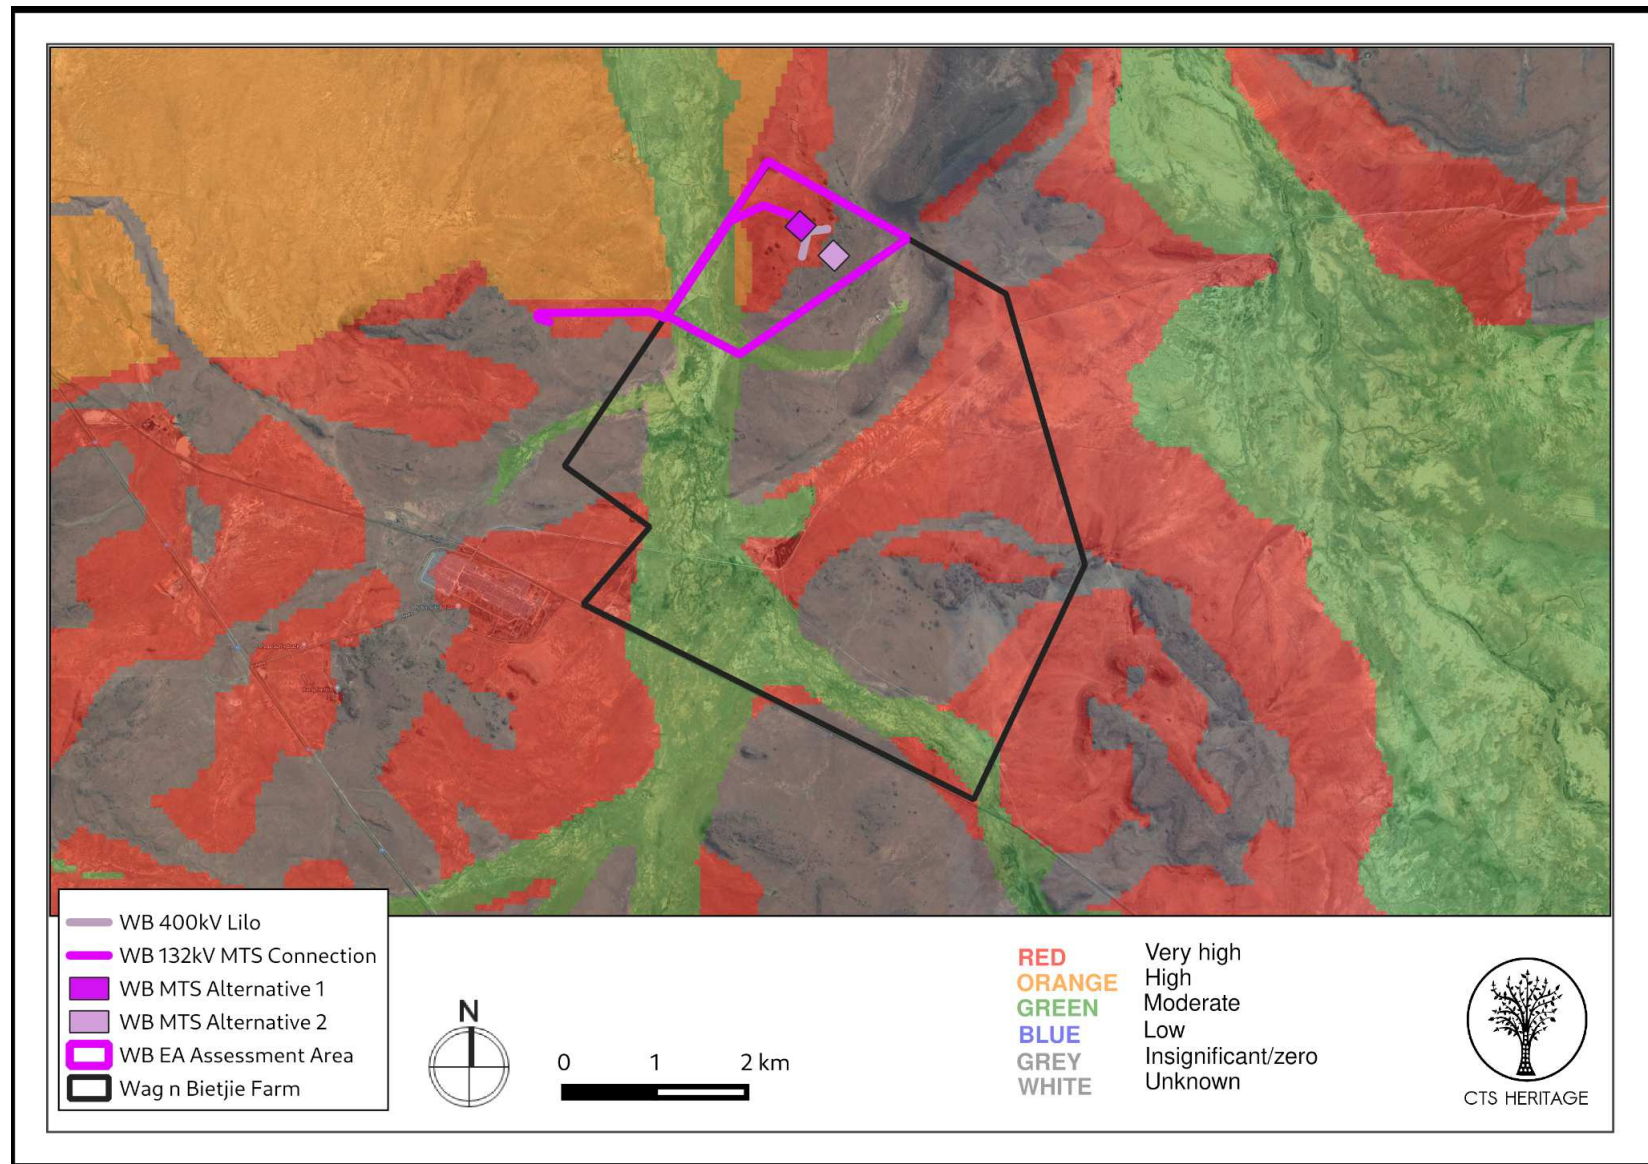 WB 400kV Lilo
WB 132kV MTS Connection
WB MTS Alternative 1
WB MTS Alternative 2
WB EA Assessment Area
Wag n Bietjie Farm
N
0 1 2 km
RED Very high
ORANGE High
GREEN Moderate
BLUE Low
GREY Insignificant/zero
WHITE Unknown
CTS HERITAGE